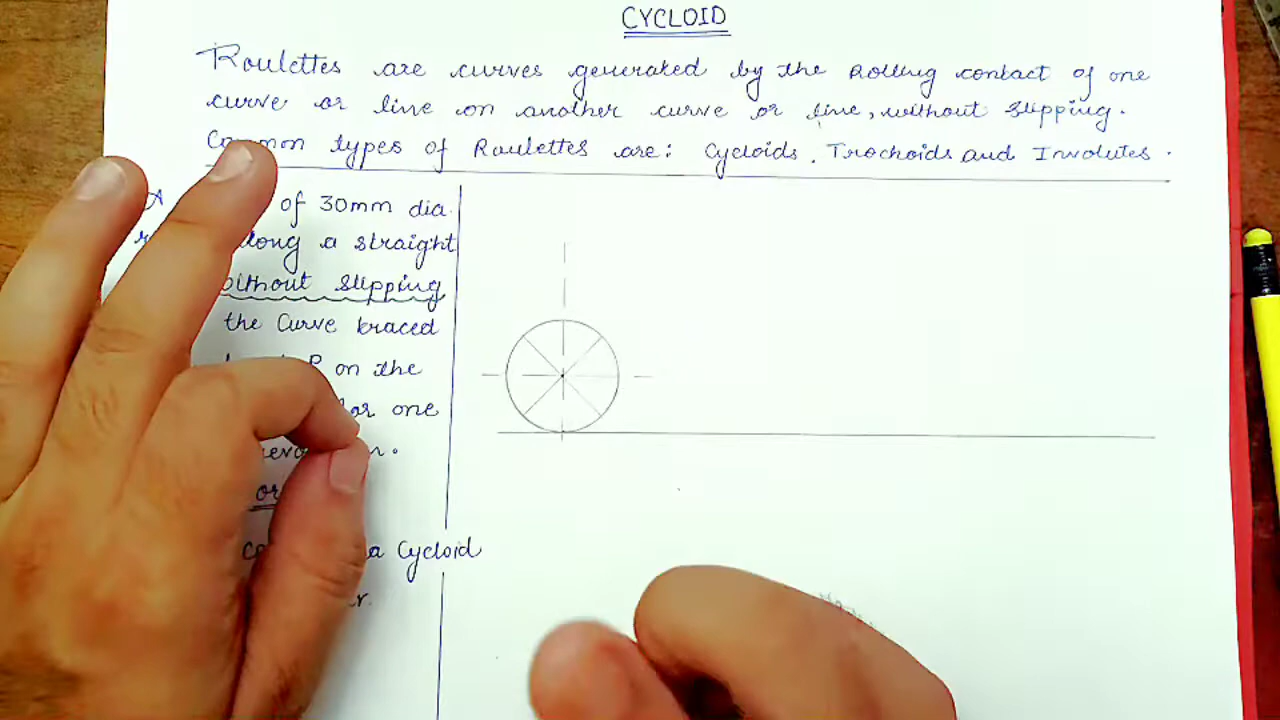 CYCLOID
Roulettes are curves generated by the Rolling contact of one
curve or line on another curve or line, without slipping.
Common types of Roulettes are: Cycloids, Trochoids and Involutes.
A of 30mm dia.
along a straight
without slipping
the Curve traced
P on the
for one
or
a Cycloid